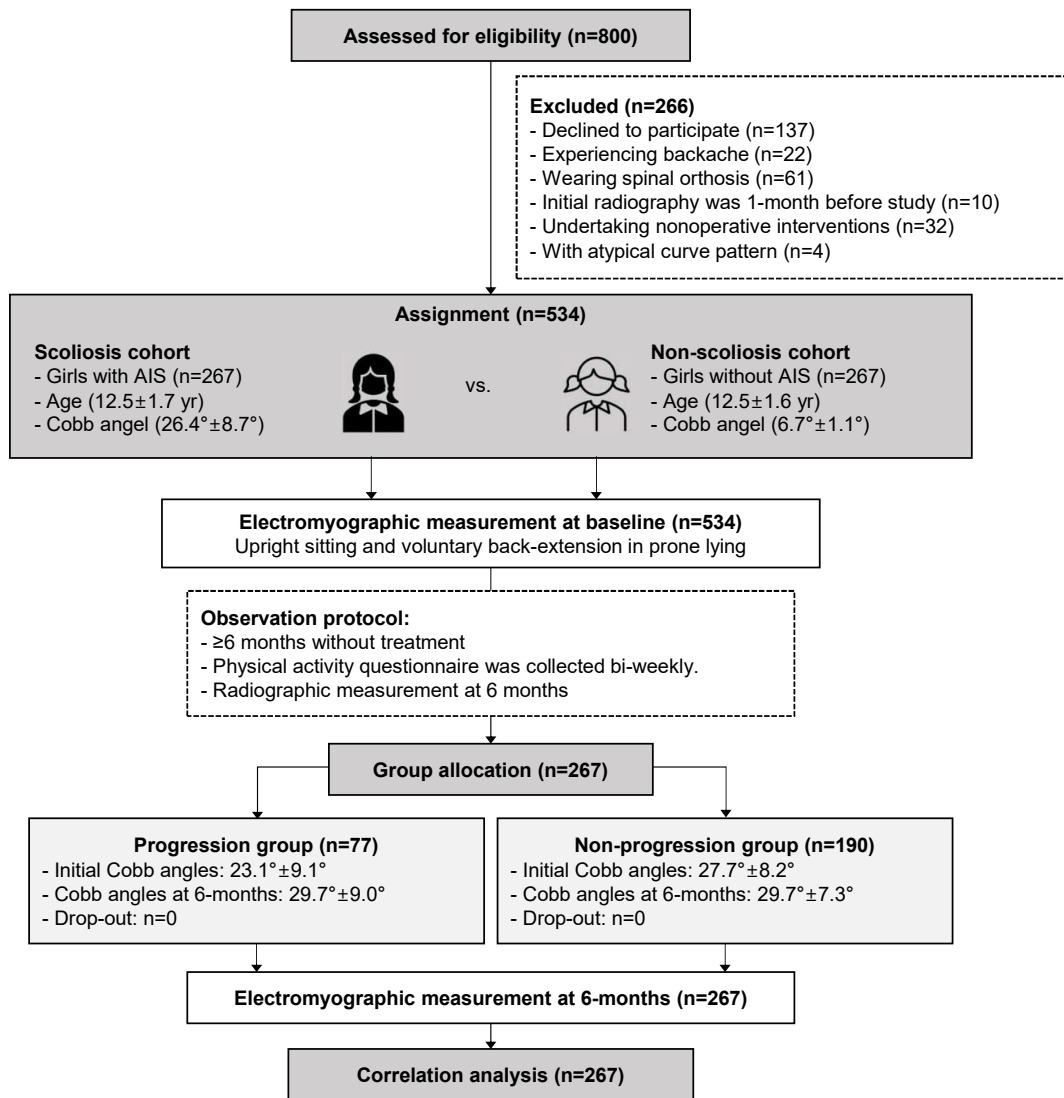 Assessed for eligibility (n=800)
Excluded (n=266)
- Declined to participate (n=137)
- Experiencing backache (n=22)
- Wearing spinal orthosis (n=61)
- Initial radiography was 1-month before study (n=10)
- Undertaking nonoperative interventions (n=32)
- With atypical curve pattern (n=4)
Assignment (n=534)
Scoliosis cohort
- Girls with AIS (n=267)
- Age (12.5±1.7 yr)
- Cobb angel (26.4°±8.7°)
vs.
Non-scoliosis cohort
- Girls without AIS (n=267)
- Age (12.5±1.6 yr)
- Cobb angel (6.7°±1.1°)
Electromyographic measurement at baseline (n=534)
Upright sitting and voluntary back-extension in prone lying
Observation protocol:
- ≥6 months without treatment
- Physical activity questionnaire was collected bi-weekly.
- Radiographic measurement at 6 months
Group allocation (n=267)
Progression group (n=77)
- Initial Cobb angles: 23.1°±9.1°
- Cobb angles at 6-months: 29.7°±9.0°
- Drop-out: n=0
Non-progression group (n=190)
- Initial Cobb angles: 27.7°±8.2°
- Cobb angles at 6-months: 29.7°±7.3°
- Drop-out: n=0
Electromyographic measurement at 6-months (n=267)
Correlation analysis (n=267)